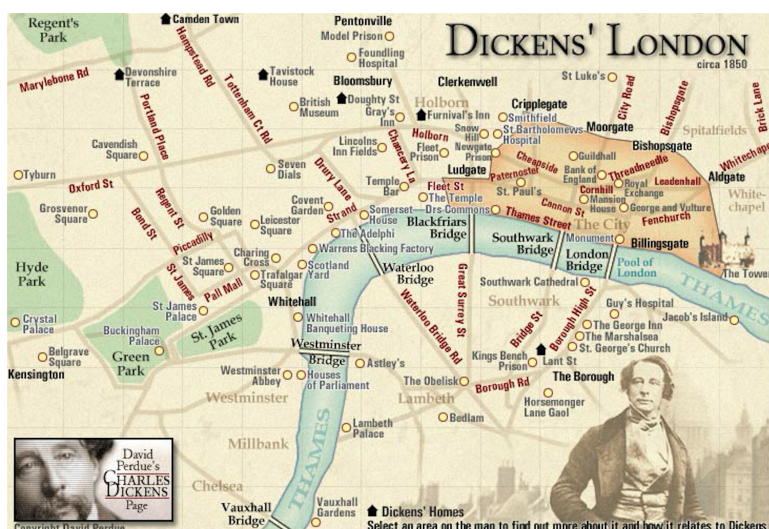 DICKENS' LONDON
circa 1850
Regent's
Park
Camden Town
Pentonville
Model Prison
Foundling
Hospital
Hampstead Rd
Marylebone Rd
Devonshire
Terrace
Tavistock
House
Bloomsbury
Clerkenwell
St Luke's
City Road
Bishopsgate
Brick Lane
Tottenham Ct Rd
Portland Place
British
Museum
Doughty St
Gray's
Inn
Holborn
Furnival's Inn
Cripplegate
Smithfield
St Bartholomews
Hospital
Moorgate
Spitalfields
Bishopsgate
Whitechape
Cavendish
Square
Lincolns
Inn Fields
Chancery La
Holborn
Fleet
Prison
Snow
Hill
Newgate
Prison
Cheapside
Guildhall
Threadneedle
Ludgate
Paternoster
Bank of
England
Royal
Exchange
Leadenhall
Aldgate
Tyburn
Oxford St
Seven
Dials
Drury Lane
Temple
Bar
Fleet St
St. Paul's
Cornhill
Mansion
House
White-
chapel
Grosvenor
Square
Bond St
Regent St
Golden
Square
Leicester
Square
Covent
Garden
Strand
Somerset
House
The Temple
Drs Commons
Cannon St
Thames Street
George and Vulture
Fenchurch
The City
Piccadilly
The Adelphi
Blackfriars
Bridge
Southwark
Bridge
London
Bridge
Monument
Billingsgate
Hyde
Park
St James
Square
Charing
Cross
Warrens Blacking Factory
Scotland
Yard
Trafalgar
Square
Waterloo
Bridge
Pool of
London
The Tower
St James
Pall Mall
St James
Palace
Whitehall
Great Surrey St
Southwark Cathedral
Southwark
THAMES
Crystal
Palace
Buckingham
Palace
St. James
Park
Whitehall
Banqueting House
Waterloo Bridge Rd
Bridge St
Borough High St
Guy's Hospital
The George Inn
The Marshalsea
St. George's Church
Jacob's Island
Belgrave
Square
Green
Park
Westminster
Bridge
Astley's
Kings Bench
Prison
Lant St
Kensington
Westminster
Abbey
Houses
of Parliament
The Obelisk
Borough Rd
The Borough
Westminster
Lambeth
Horsemonger
Lane Gaol
Bedlam
Lambeth
Palace
Millbank
THAMES
Chelsea
Vauxhall
Bridge
Vauxhall
Gardens
David
Perdue's
CHARLES
DICKENS
Page
Copyright David Perdue
Dickens' Homes
Select an area on the map to find out more about it and how it relates to Dickens